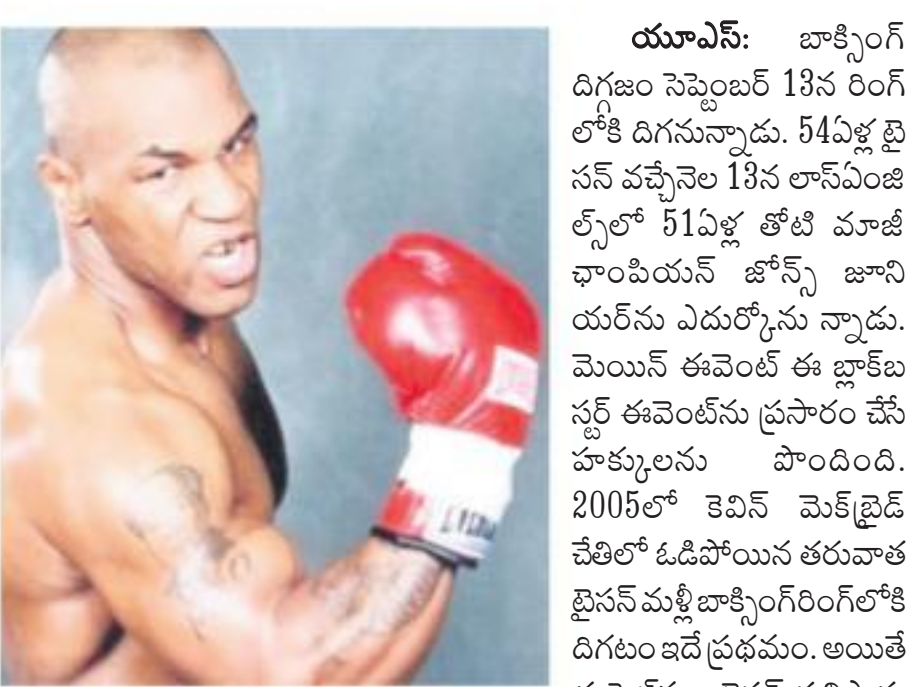 యూఎస్: బాక్సింగ్
దిగ్గజం సెప్టెంబర్ 13న రింగ్
లోకి దిగనున్నాడు. 54ఏళ్ల టై
సన్ వచ్చేనెల 13న లాస్ఏంజి
ల్స్‌లో 51ఏళ్ల తోటి మాజీ
ఛాంపియన్ జోన్స్ జూని
యర్‌ను ఎదుర్కోను న్నాడు.
మెయిన్ ఈవెంట్ ఈ బ్లాక్‌బ
స్టర్ ఈవెంట్‌ను ప్రసారం చేసే
హక్కులను పొందింది.
2005లో కెవిన్ మెక్‌బ్రైడ్
చేతిలో ఓడిపోయిన తరువాత
టైసన్ మళ్లీ బాక్సింగ్‌రింగ్‌లోకి
దిగటం ఇదే ప్రథమం. అయితే